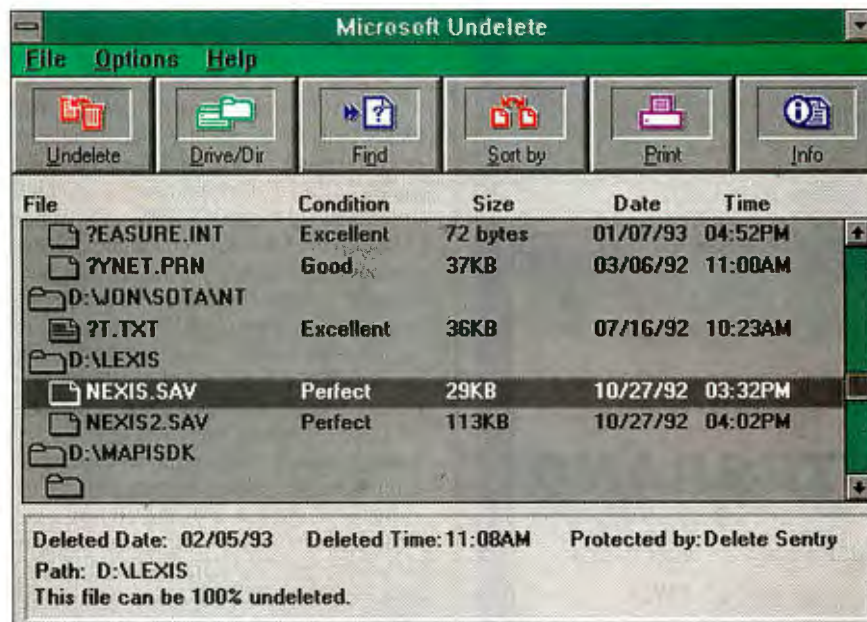 Microsoft Undelete
File Options Help
Undelete Drive/Dir Find Sort by Print Info
File Condition Size Date Time
?EASURE.INT Excellent 72 bytes 01/07/93 04:52PM
?YNET.PRN Good 37KB 03/06/92 11:00AM
D:\JON\SOTA\NT
?T.TXT Excellent 36KB 07/16/92 10:23AM
D:\LEXIS
NEXIS.SAV Perfect 29KB 10/27/92 03:32PM
NEXIS2.SAV Perfect 113KB 10/27/92 04:02PM
D:\MAPISDK
Deleted Date: 02/05/93 Deleted Time: 11:08AM Protected by: Delete Sentry
Path: D:\LEXIS
This file can be 100% undeleted.